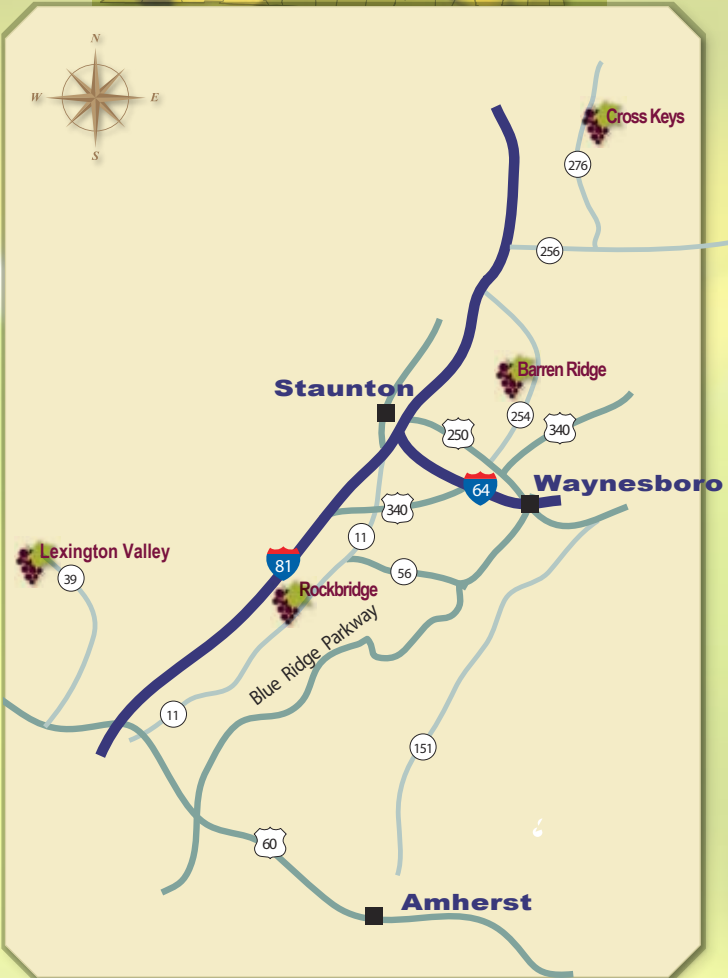 N
W E
S
Cross Keys
276
256
Barren Ridge
Staunton
254
340
250
64
Waynesboro
340
11
Lexington Valley
39
81
56
Rockbridge
Blue Ridge Parkway
11
151
60
Amherst